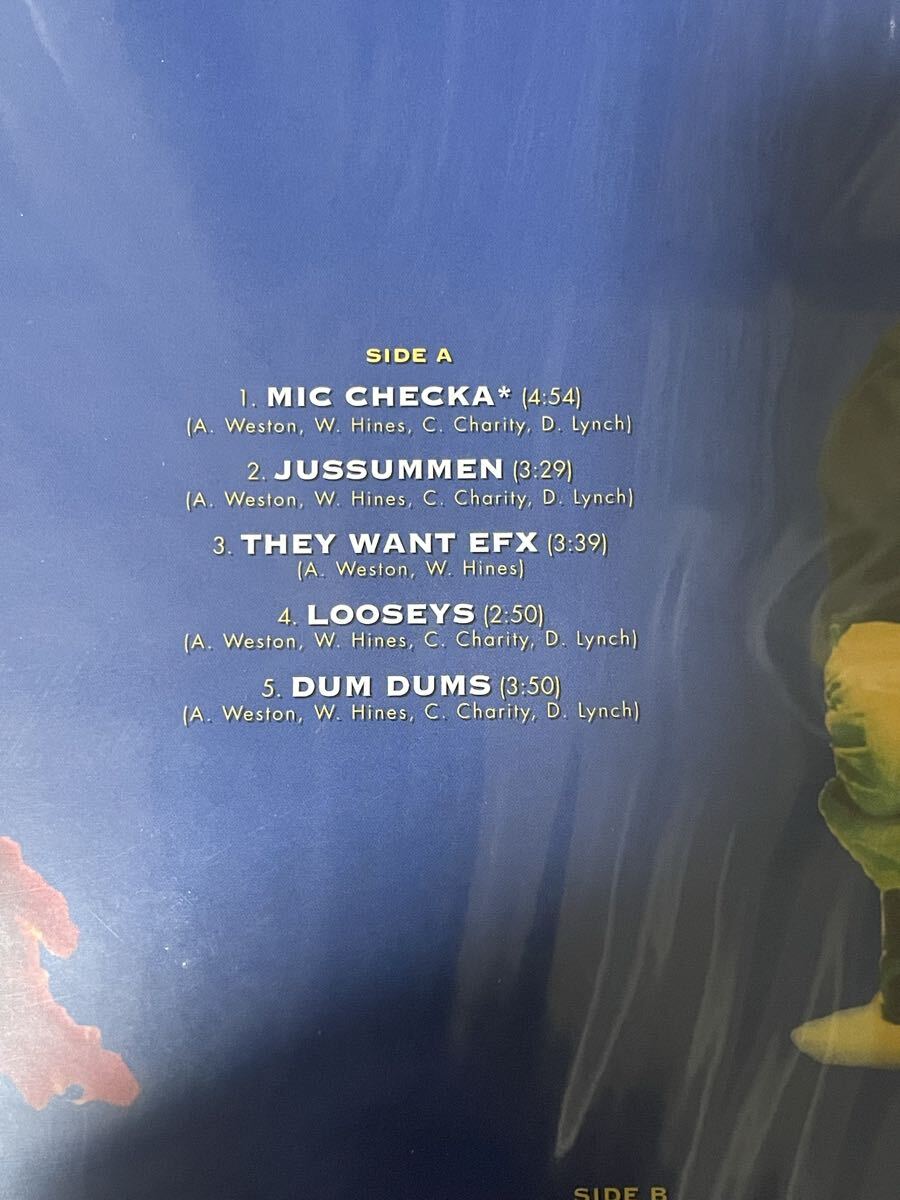 SIDE A
1. MIC CHECKA* (4:54)
(A. Weston, W. Hines, C. Charity, D. Lynch)
2. JUSSUMMEN (3:29)
(A. Weston, W. Hines, C. Charity, D. Lynch)
3. THEY WANT EFX (3:39)
(A. Weston, W. Hines)
4. LOOSEYS (2:50)
(A. Weston, W. Hines, C. Charity, D. Lynch)
5. DUM DUMS (3:50)
(A. Weston, W. Hines, C. Charity, D. Lynch)
SIDE B